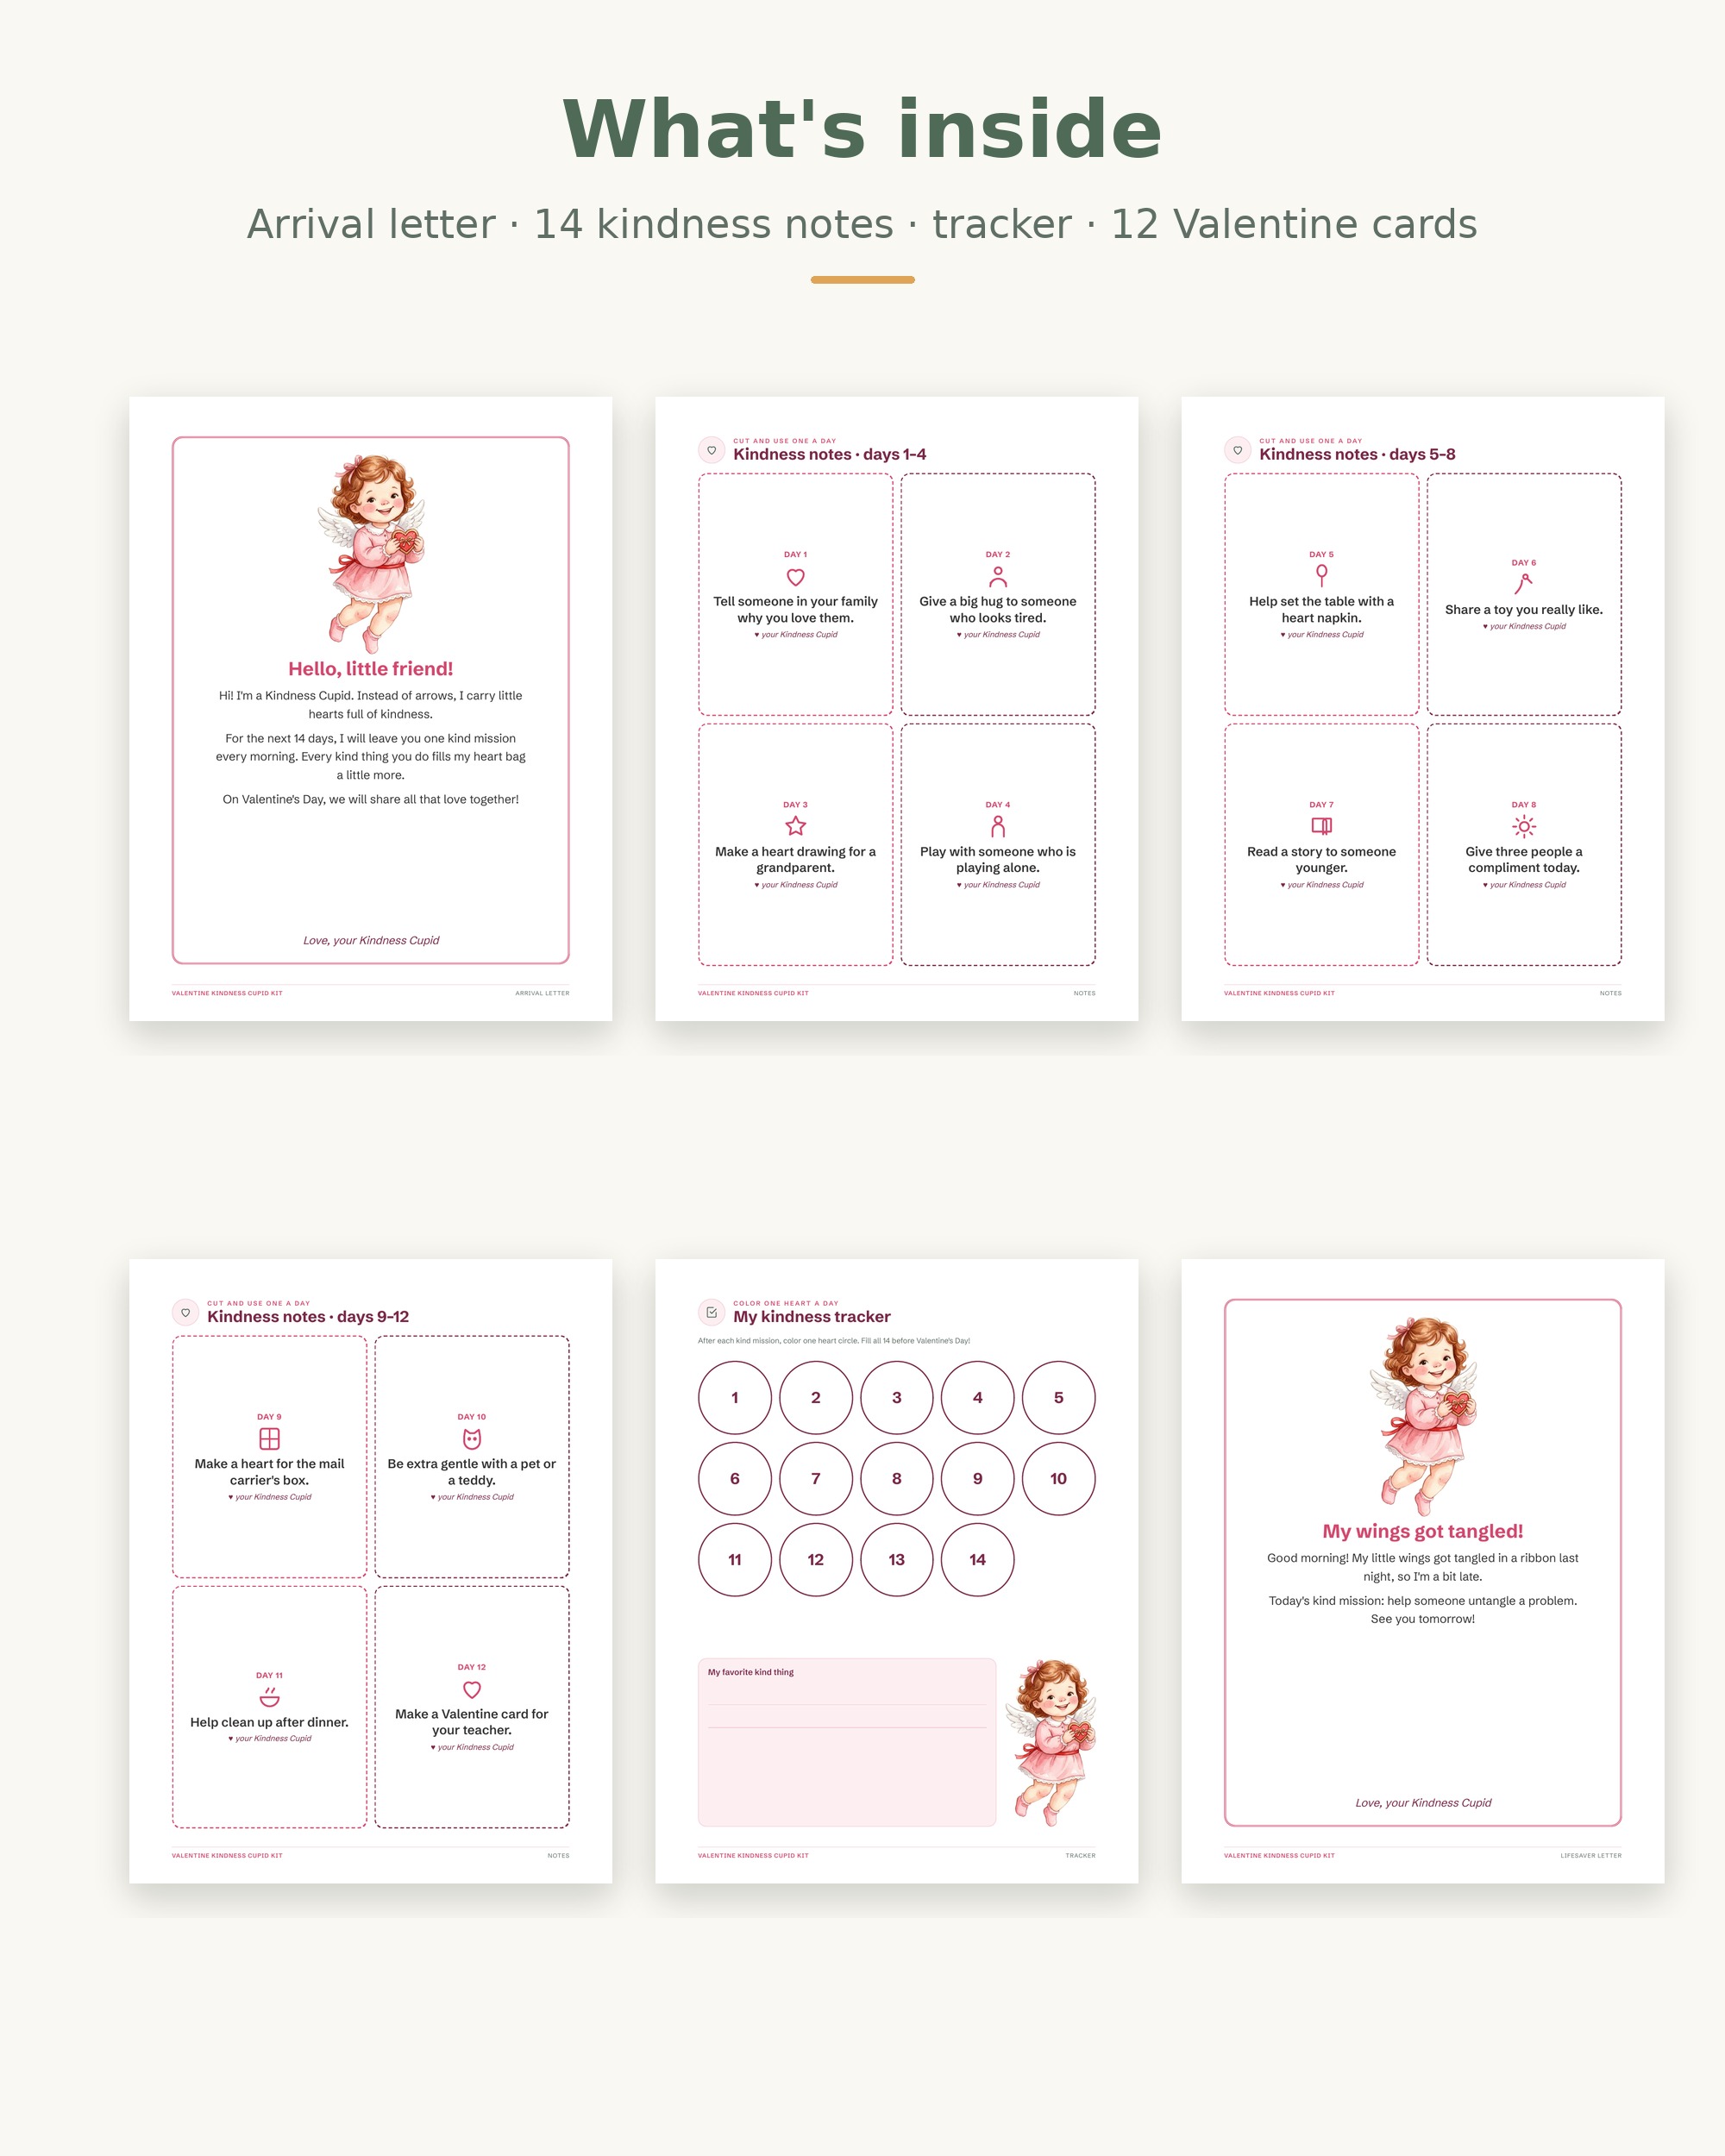 What's inside
Arrival letter · 14 kindness notes · tracker · 12 Valentine cards
Hello, little friend!
Hi! I'm a Kindness Cupid. Instead of arrows, I carry little
hearts full of kindness.
For the next 14 days, I will leave you one kind mission
every morning. Every kind thing you do fills my heart bag
a little more.
On Valentine's Day, we will share all that love together!
Love, your Kindness Cupid
VALENTINE KINDNESS CUPID KIT
ARRIVAL LETTER
CUT AND USE ONE A DAY
Kindness notes · days 1–4
DAY 1
Tell someone in your family
why you love them.
♥ your Kindness Cupid
DAY 2
Give a big hug to someone
who looks tired.
♥ your Kindness Cupid
DAY 3
Make a heart drawing for a
grandparent.
♥ your Kindness Cupid
DAY 4
Play with someone who is
playing alone.
♥ your Kindness Cupid
VALENTINE KINDNESS CUPID KIT
NOTES
CUT AND USE ONE A DAY
Kindness notes · days 5–8
DAY 5
Help set the table with a
heart napkin.
♥ your Kindness Cupid
DAY 6
Share a toy you really like.
♥ your Kindness Cupid
DAY 7
Read a story to someone
younger.
♥ your Kindness Cupid
DAY 8
Give three people a
compliment today.
♥ your Kindness Cupid
VALENTINE KINDNESS CUPID KIT
NOTES
CUT AND USE ONE A DAY
Kindness notes · days 9–12
DAY 9
Make a heart for the mail
carrier's box.
♥ your Kindness Cupid
DAY 10
Be extra gentle with a pet or
a teddy.
♥ your Kindness Cupid
DAY 11
Help clean up after dinner.
♥ your Kindness Cupid
DAY 12
Make a Valentine card for
your teacher.
♥ your Kindness Cupid
VALENTINE KINDNESS CUPID KIT
NOTES
COLOR ONE HEART A DAY
My kindness tracker
After each kind mission, color one heart circle. Fill all 14 before Valentine's Day!
1 2 3 4 5
6 7 8 9 10
11 12 13 14
My favorite kind thing
VALENTINE KINDNESS CUPID KIT
TRACKER
My wings got tangled!
Good morning! My little wings got tangled in a ribbon last
night, so I'm a bit late.
Today's kind mission: help someone untangle a problem.
See you tomorrow!
Love, your Kindness Cupid
VALENTINE KINDNESS CUPID KIT
LIFESAVER LETTER